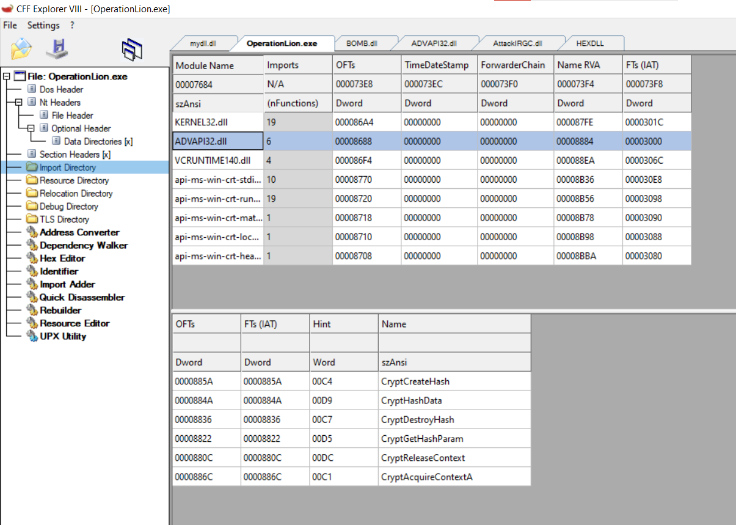 CFF Explorer VIII - [OperationLion.exe]
File Settings ?
mydll.dll OperationLion.exe BOMB.dll ADVAPI32.dll AttackIRGC.dll HEXDLL
File: OperationLion.exe
Dos Header
Nt Headers
File Header
Optional Header
Data Directories [x]
Section Headers [x]
Import Directory
Resource Directory
Relocation Directory
Debug Directory
TLS Directory
Address Converter
Dependency Walker
Hex Editor
Identifier
Import Adder
Quick Disassembler
Rebuilder
Resource Editor
UPX Utility
Module Name Imports OFTs TimeDateStamp ForwarderChain Name RVA FTs (IAT)
00007684 N/A 000073E8 000073EC 000073F0 000073F4 000073F8
szAnsi (nFunctions) Dword Dword Dword Dword Dword
KERNEL32.dll 19 000086A4 00000000 00000000 000087FE 0000301C
ADVAPI32.dll 6 00008688 00000000 00000000 00008884 00003000
VCRUNTIME140.dll 4 000086F4 00000000 00000000 000088EA 0000306C
api-ms-win-crt-stdi... 10 00008770 00000000 00000000 00008B36 000030E8
api-ms-win-crt-run... 19 00008720 00000000 00000000 00008B56 00003098
api-ms-win-crt-mat... 1 00008718 00000000 00000000 00008B78 00003090
api-ms-win-crt-loc... 1 00008710 00000000 00000000 00008B98 00003088
api-ms-win-crt-hea... 1 00008708 00000000 00000000 00008BBA 00003080
OFTs FTs (IAT) Hint Name
Dword Dword Word szAnsi
0000885A 0000885A 00C4 CryptCreateHash
0000884A 0000884A 00D9 CryptHashData
00008836 00008836 00C7 CryptDestroyHash
00008822 00008822 00D5 CryptGetHashParam
0000880C 0000880C 00DC CryptReleaseContext
0000886C 0000886C 00C1 CryptAcquireContextA